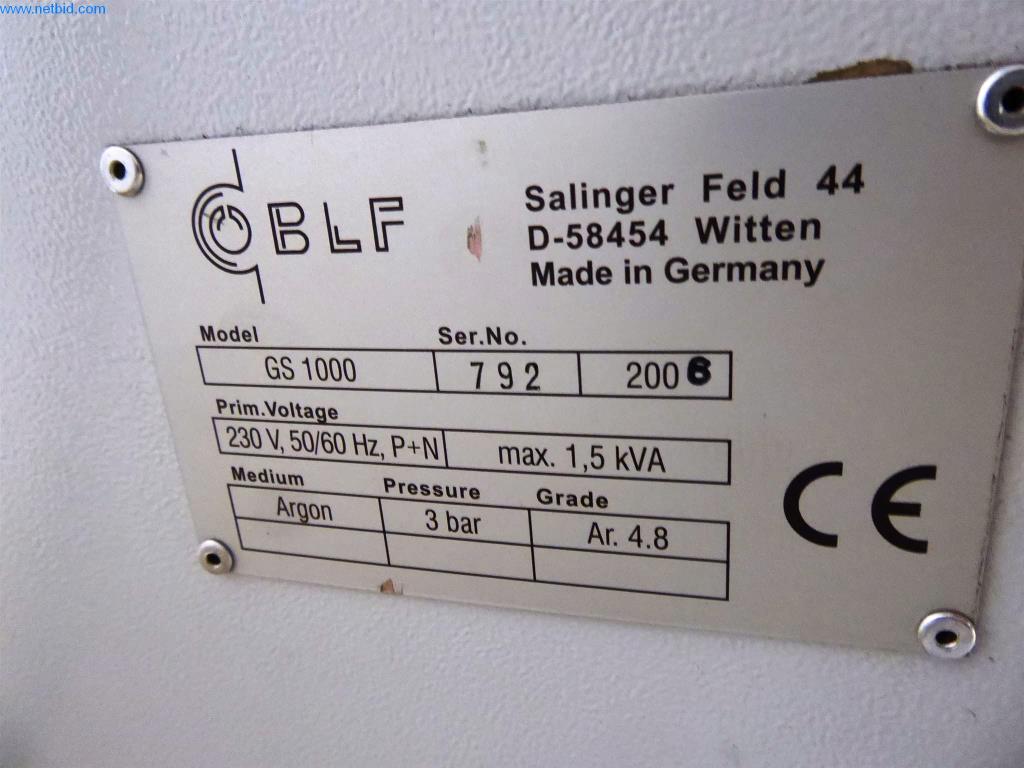 www.netbid.com
BLF
Salinger Feld 44
D-58454 Witten
Made in Germany
Model Ser.No.
GS 1000 792 2006
Prim.Voltage
230 V, 50/60 Hz, P+N max. 1,5 kVA
Medium Pressure Grade
Argon 3 bar Ar. 4.8
CE